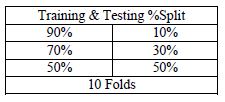 Training & Testing %Split
90% 10%
70% 30%
50% 50%
10 Folds